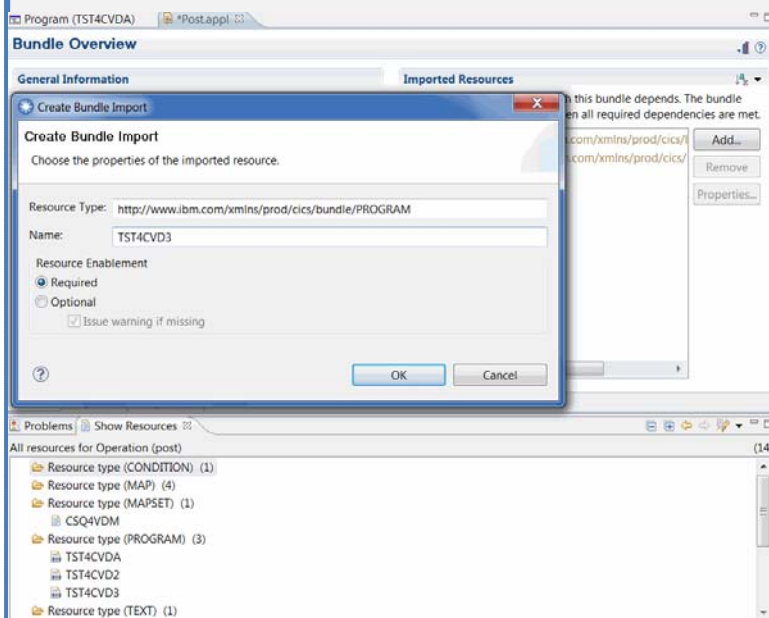 Program (TST4CVDA)
*Post.appl
Bundle Overview
General Information
Imported Resources
this bundle depends. The bundle
en all required dependencies are met.
.com/xmlns/prod/cics/
.com/xmlns/prod/cics/
Add...
Remove
Properties...
Create Bundle Import
Create Bundle Import
Choose the properties of the imported resource.
Resource Type: http://www.ibm.com/xmlns/prod/cics/bundle/PROGRAM
Name: TST4CVD3
Resource Enablement
Required
Optional
Issue warning if missing
OK
Cancel
Problems
Show Resources
All resources for Operation (post)
(14
Resource type (CONDITION) (1)
Resource type (MAP) (4)
Resource type (MAPSET) (1)
CSQ4VDM
Resource type (PROGRAM) (3)
TST4CVDA
TST4CVD2
TST4CVD3
Resource type (TEXT) (1)